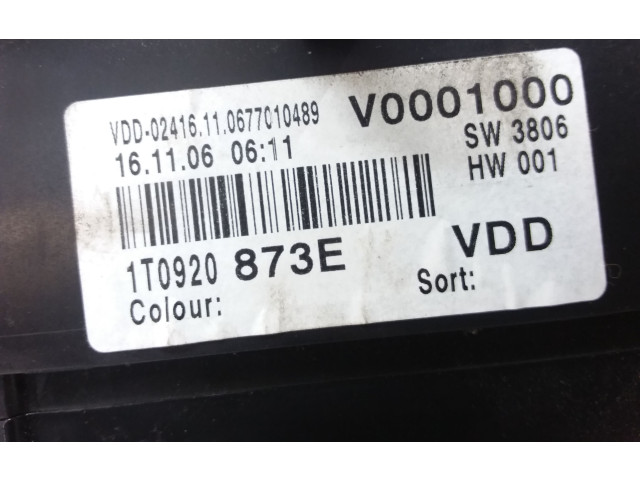 VDD-02416.11.0677010489 V0001000
16.11.06 06:11 SW 3806
HW 001
1T0920 873E VDD
Colour: Sort: